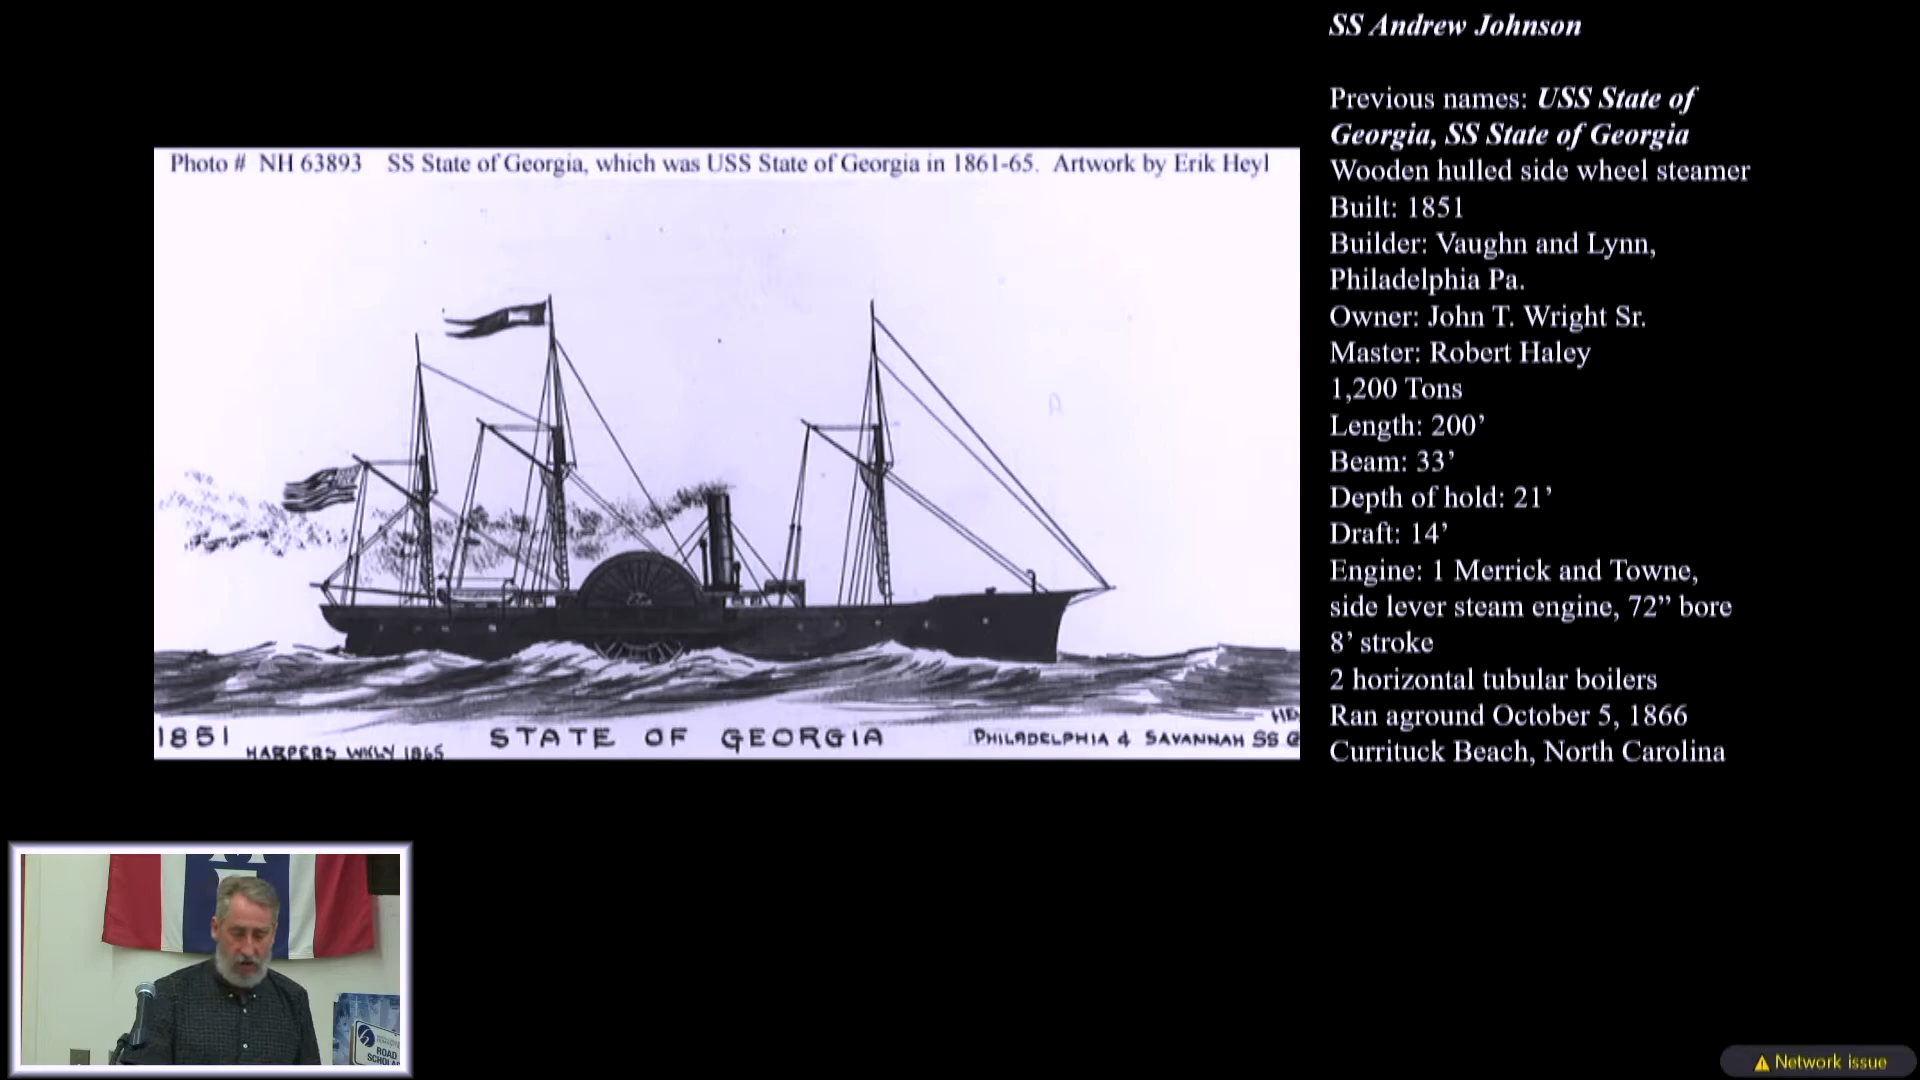 SS Andrew Johnson
Previous names: USS State of
Georgia, SS State of Georgia
Wooden hulled side wheel steamer
Built: 1851
Builder: Vaughn and Lynn,
Philadelphia Pa.
Owner: John T. Wright Sr.
Master: Robert Haley
1,200 Tons
Length: 200’
Beam: 33’
Depth of hold: 21’
Draft: 14’
Engine: 1 Merrick and Towne,
side lever steam engine, 72” bore
8’ stroke
2 horizontal tubular boilers
Ran aground October 5, 1866
Currituck Beach, North Carolina
Photo # NH 63893 SS State of Georgia, which was USS State of Georgia in 1861-65. Artwork by Erik Heyl
1851
HARPERS WKLY 1865
STATE OF GEORGIA
PHILADELPHIA & SAVANNAH SS
ROAD
Network issue